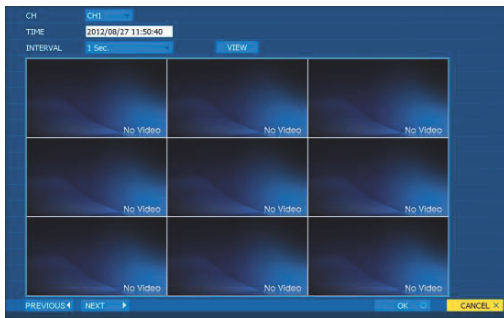 CH CH1
TIME 2012/08/27 11:50:40
INTERVAL 1 Sec. VIEW
No Video No Video No Video
No Video No Video No Video
No Video No Video No Video
PREVIOUS NEXT OK CANCEL